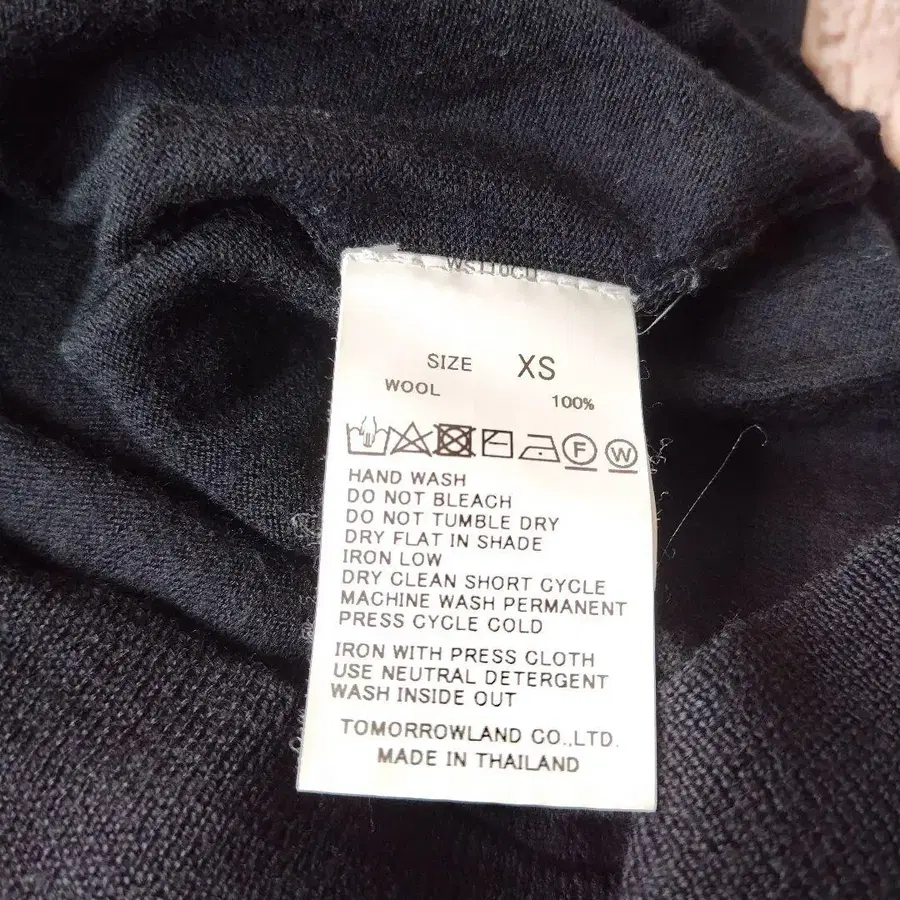 SIZE XS
WOOL 100%
F W
HAND WASH
DO NOT BLEACH
DO NOT TUMBLE DRY
DRY FLAT IN SHADE
IRON LOW
DRY CLEAN SHORT CYCLE
MACHINE WASH PERMANENT
PRESS CYCLE COLD
IRON WITH PRESS CLOTH
USE NEUTRAL DETERGENT
WASH INSIDE OUT
TOMORROWLAND CO.,LTD.
MADE IN THAILAND